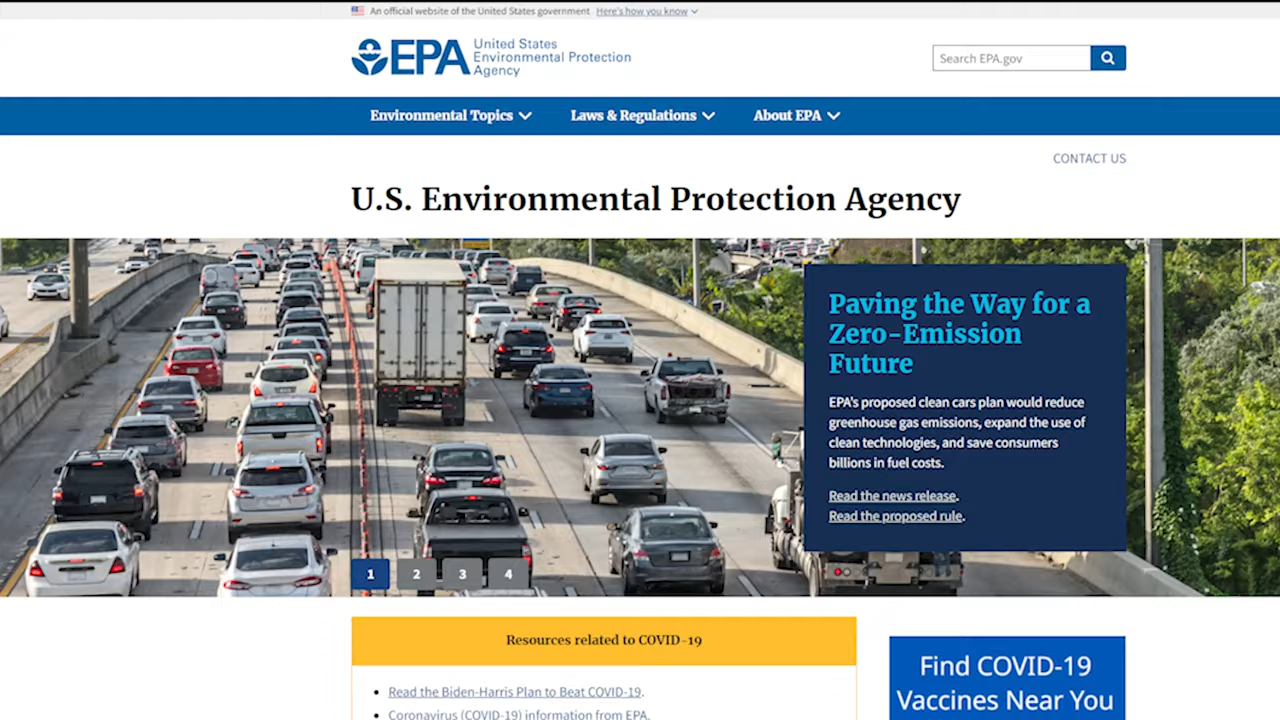 An official website of the United States government Here's how you know
EPA United States
Environmental Protection
Agency
Search EPA.gov
Environmental Topics
Laws & Regulations
About EPA
CONTACT US
U.S. Environmental Protection Agency
Paving the Way for a
Zero-Emission
Future
EPA's proposed clean cars plan would reduce
greenhouse gas emissions, expand the use of
clean technologies, and save consumers
billions in fuel costs.
Read the news release.
Read the proposed rule.
1 2 3 4
Resources related to COVID-19
Read the Biden-Harris Plan to Beat COVID-19.
Coronavirus (COVID-19) information from EPA.
Find COVID-19
Vaccines Near You